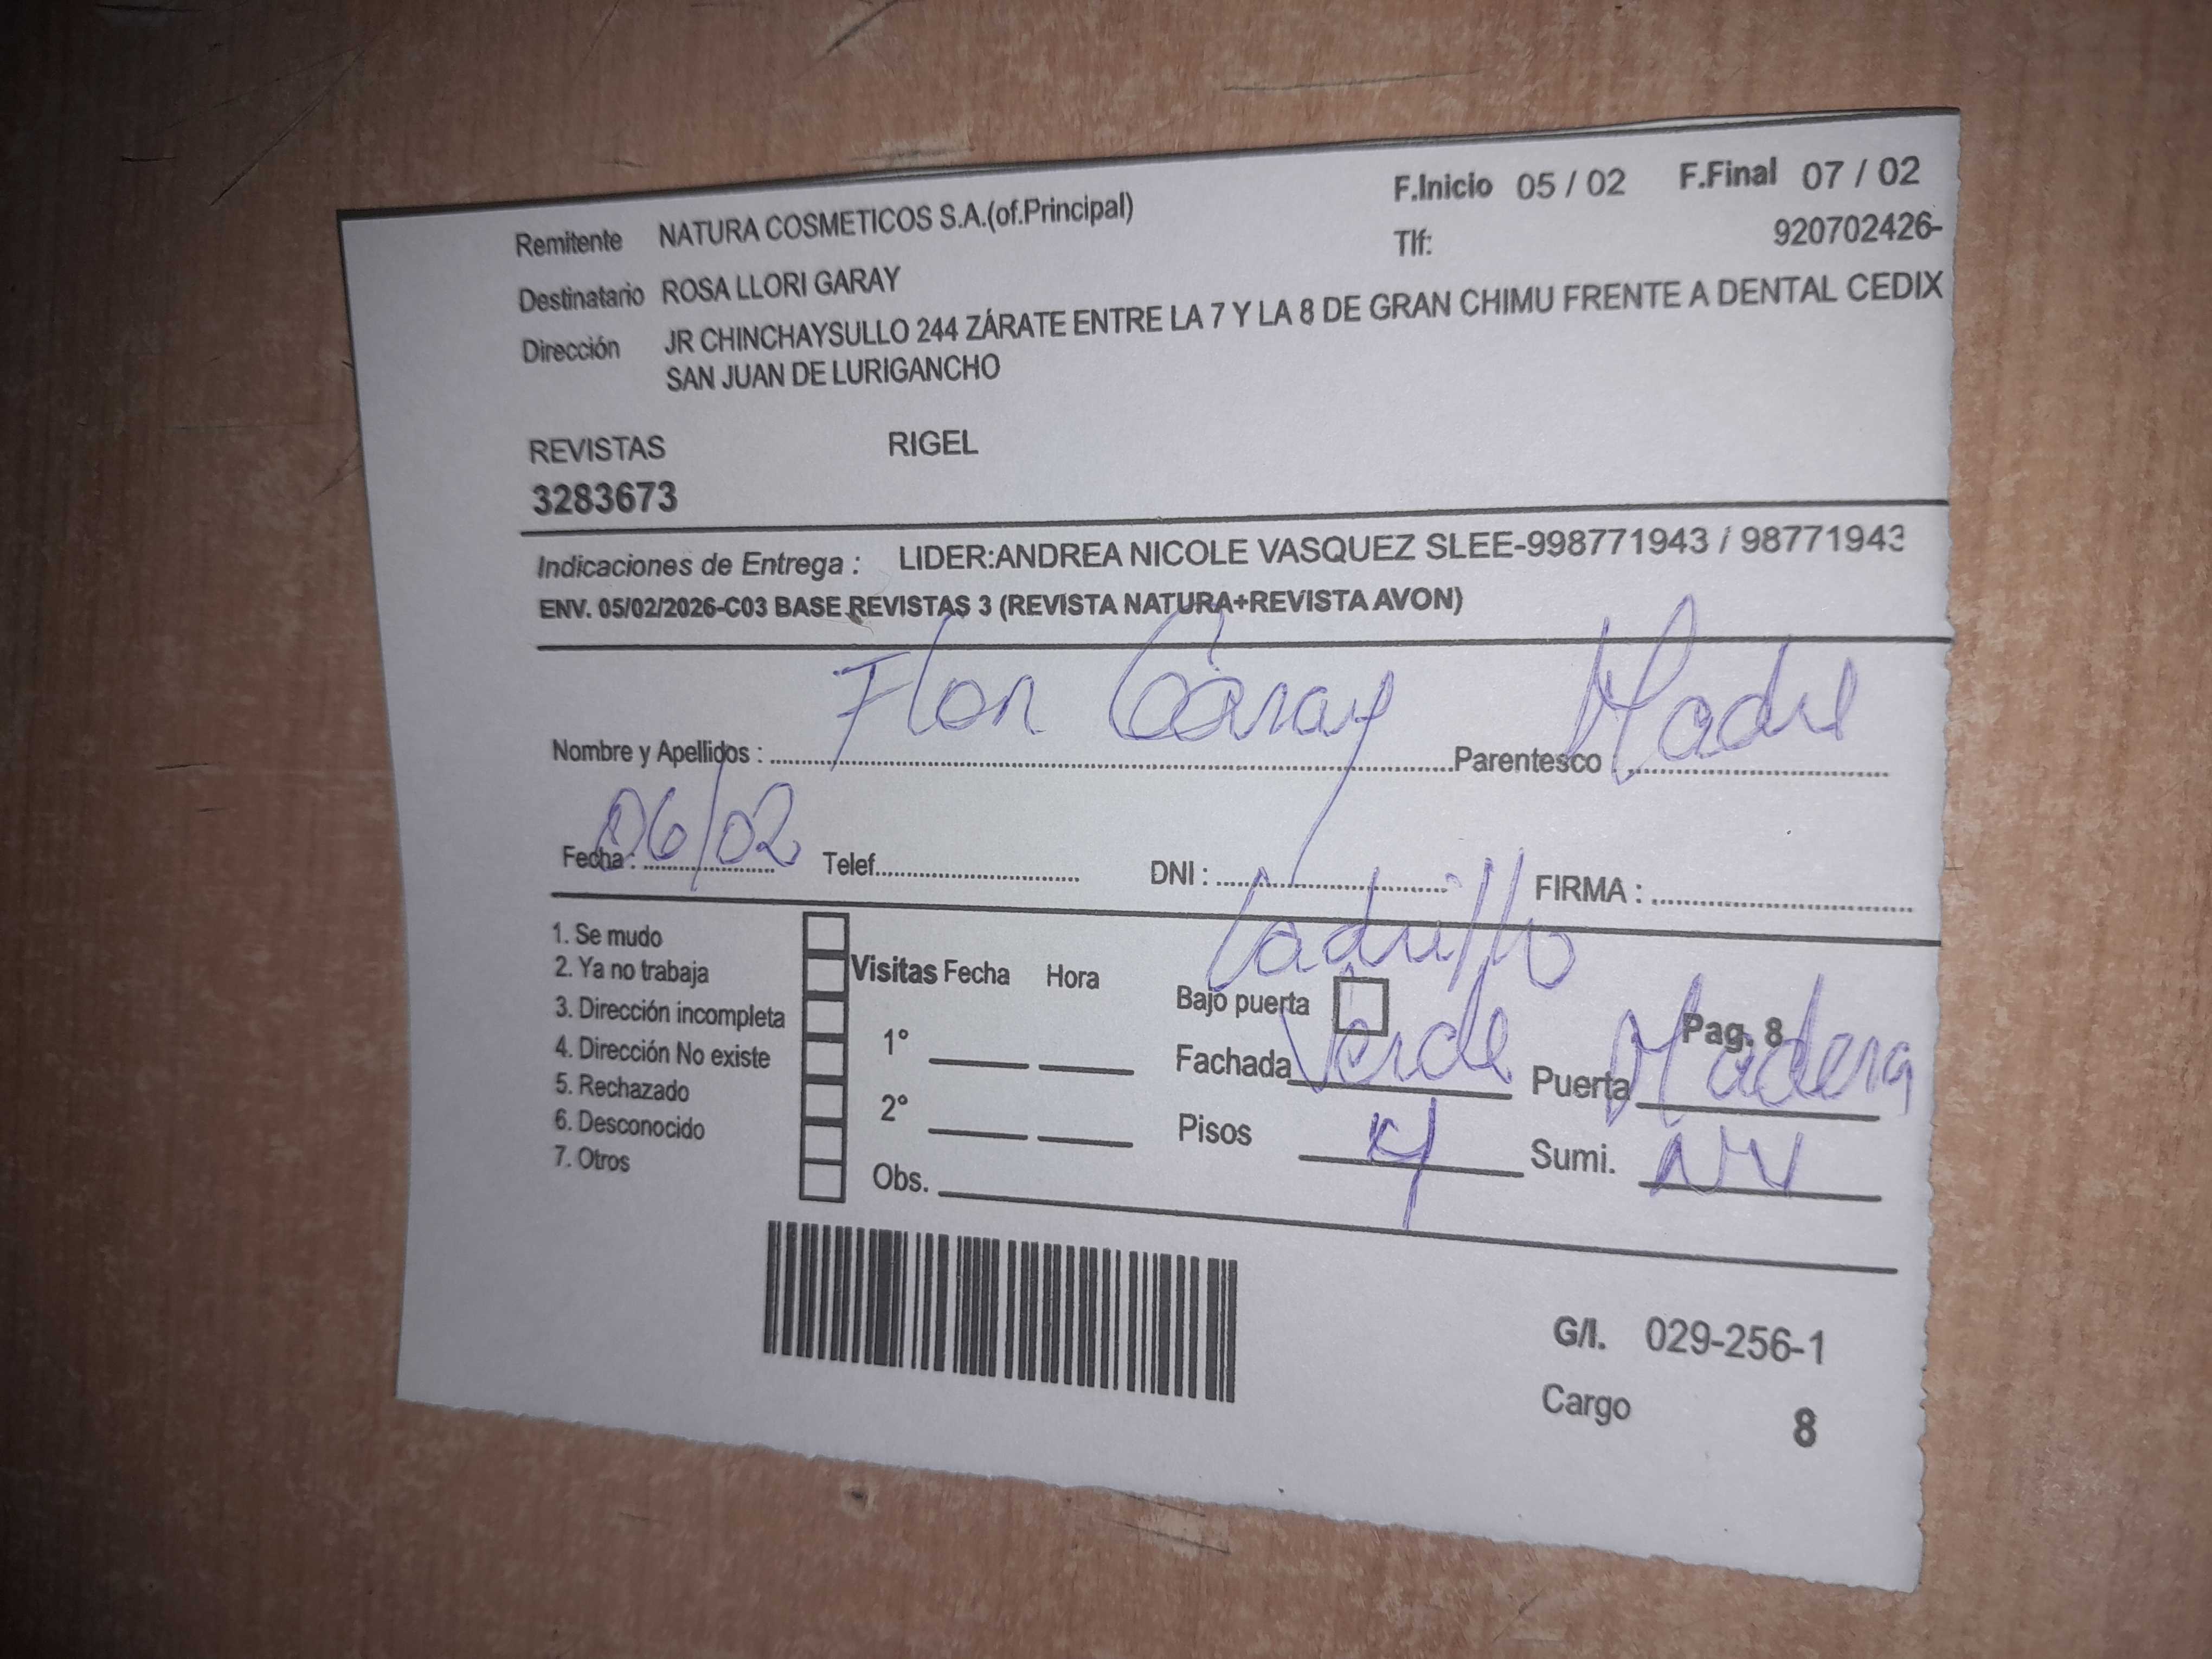 F.Inicio 05 / 02 F.Final 07 / 02
Remitente NATURA COSMETICOS S.A.(of.Principal)
Tlf: 920702426-
Destinatario ROSA LLORI GARAY
Dirección JR CHINCHAYSULLO 244 ZÁRATE ENTRE LA 7 Y LA 8 DE GRAN CHIMU FRENTE A DENTAL CEDIX
SAN JUAN DE LURIGANCHO
REVISTAS RIGEL
3283673
Indicaciones de Entrega : LIDER:ANDREA NICOLE VASQUEZ SLEE-998771943 / 98771943
ENV. 05/02/2026-C03 BASE REVISTAS 3 (REVISTA NATURA+REVISTA AVON)
Nombre y Apellidos : Flor Garay Parentesco Madre
Fecha : 06/02 Telef. DNI : FIRMA :
1. Se mudo
2. Ya no trabaja
3. Dirección incompleta
4. Dirección No existe
5. Rechazado
6. Desconocido
7. Otros
Visitas Fecha Hora
1°
2°
Obs.
Ladrillo
Bajo puerta Pag. 8
Fachada Verde Puerta Madera
Pisos 4 Sumi. NV
G/I. 029-256-1
Cargo 8